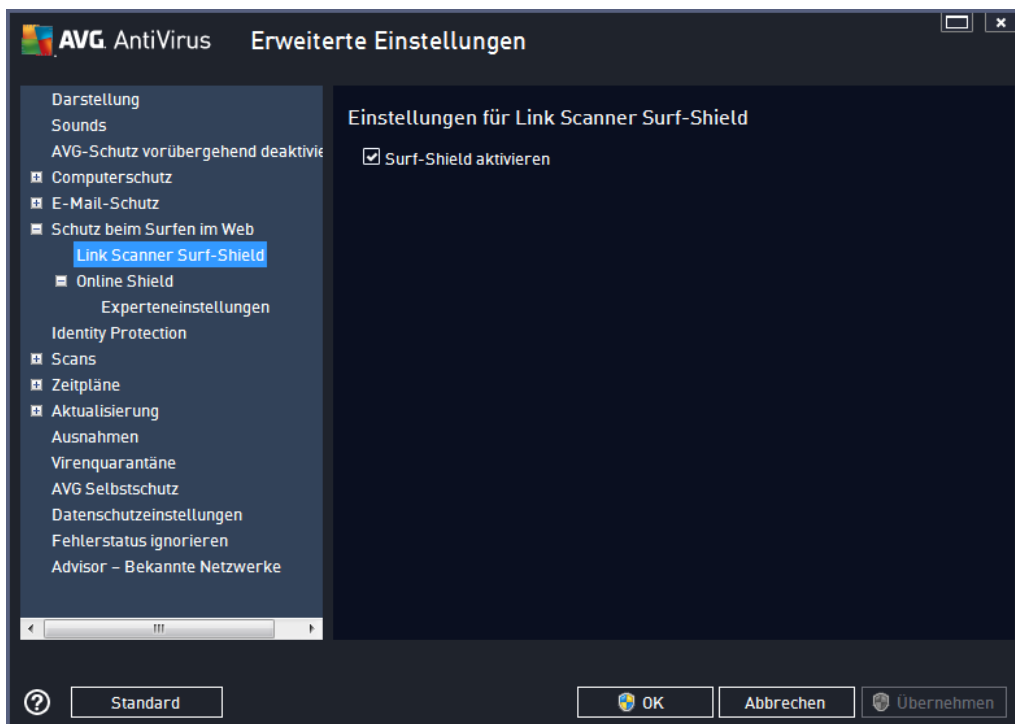 AVG. AntiVirus Erweiterte Einstellungen
Darstellung
Sounds
AVG-Schutz vorübergehend deaktivie
Computerschutz
E-Mail-Schutz
Schutz beim Surfen im Web
Link Scanner Surf-Shield
Online Shield
Experteneinstellungen
Identity Protection
Scans
Zeitpläne
Aktualisierung
Ausnahmen
Virenquarantäne
AVG Selbstschutz
Datenschutzeinstellungen
Fehlerstatus ignorieren
Advisor – Bekannte Netzwerke
Einstellungen für Link Scanner Surf-Shield
Surf-Shield aktivieren
? Standard OK Abbrechen Übernehmen